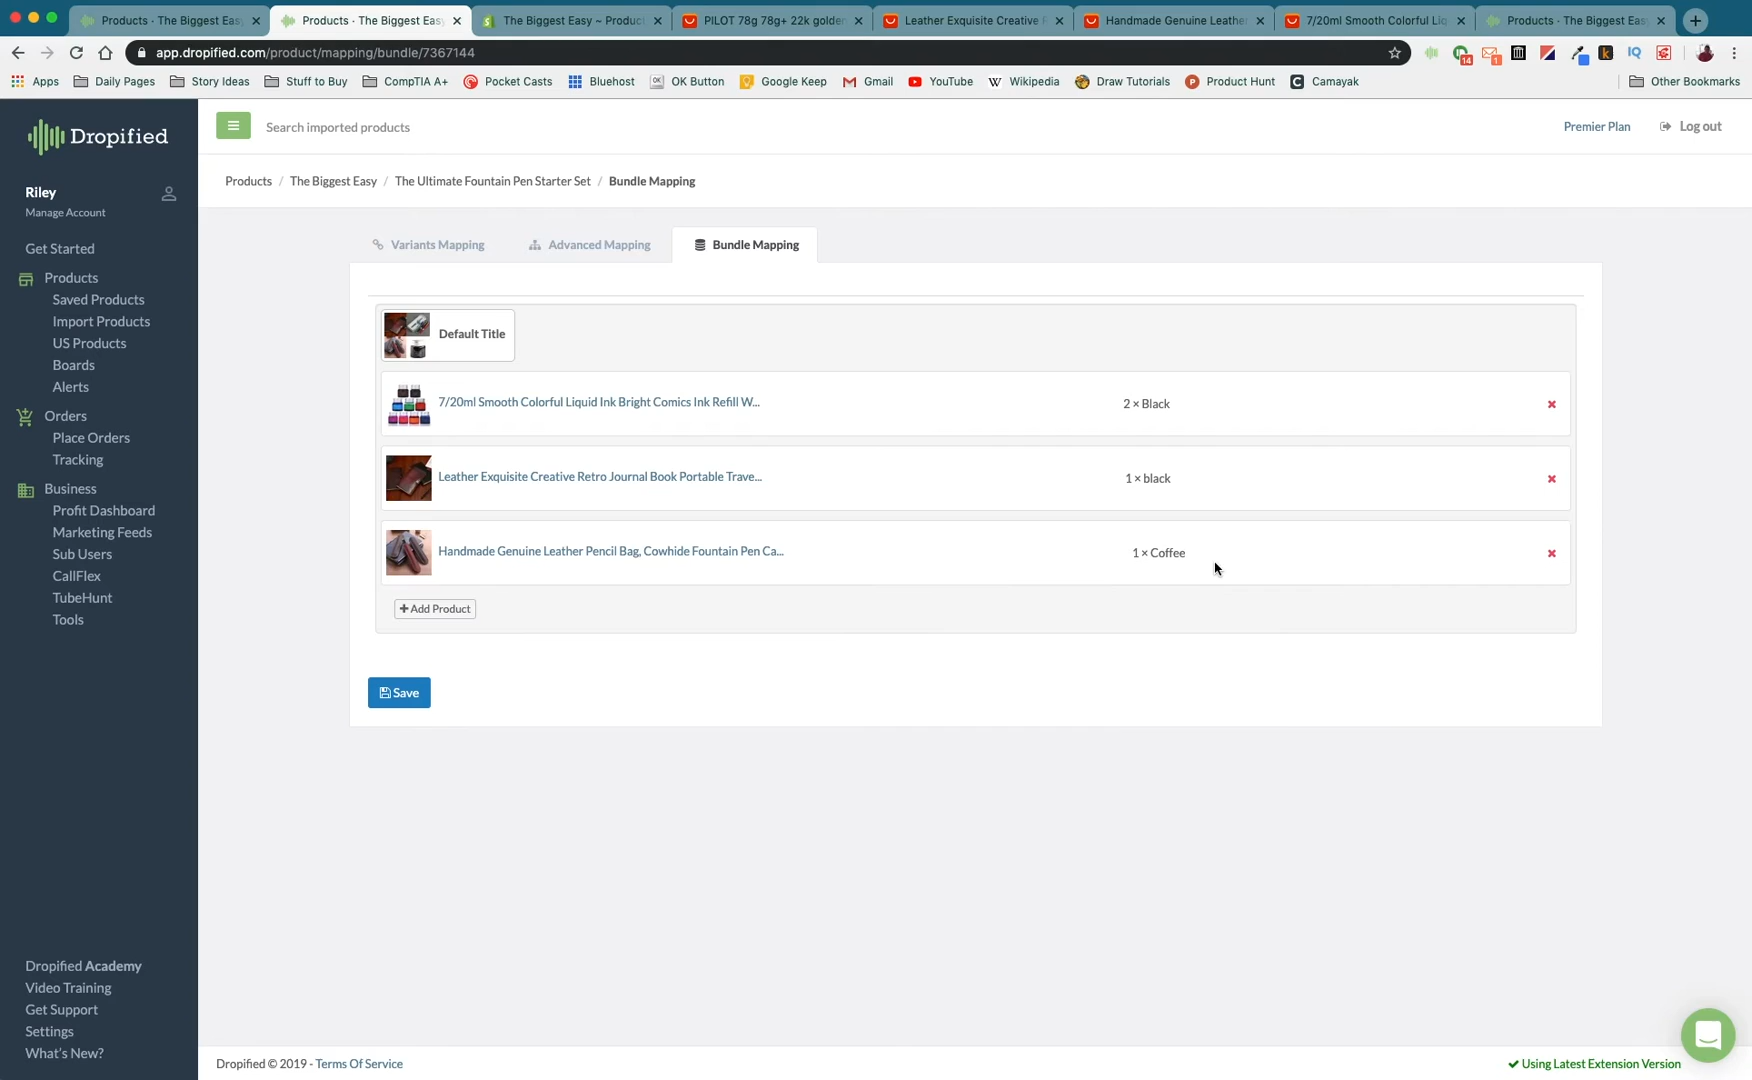 Products · The Biggest Easy
Products · The Biggest Easy
The Biggest Easy ~ Produc
PILOT 78g 78g+ 22k golden
Leather Exquisite Creative
Handmade Genuine Leather
7/20ml Smooth Colorful Liq
Products · The Biggest Easy
app.dropified.com/product/mapping/bundle/7367144
14
1
Apps
Daily Pages
Story Ideas
Stuff to Buy
CompTIA A+
Pocket Casts
Bluehost
OK Button
Google Keep
Gmail
YouTube
Wikipedia
Draw Tutorials
Product Hunt
Camayak
Other Bookmarks
Dropified
Search imported products
Premier Plan
Log out
Products / The Biggest Easy / The Ultimate Fountain Pen Starter Set / Bundle Mapping
Riley
Manage Account
Get Started
Products
Saved Products
Import Products
US Products
Boards
Alerts
Orders
Place Orders
Tracking
Business
Profit Dashboard
Marketing Feeds
Sub Users
CallFlex
TubeHunt
Tools
Dropified Academy
Video Training
Get Support
Settings
What's New?
Variants Mapping
Advanced Mapping
Bundle Mapping
Default Title
7/20ml Smooth Colorful Liquid Ink Bright Comics Ink Refill W...
2 × Black
Leather Exquisite Creative Retro Journal Book Portable Trave...
1 × black
Handmade Genuine Leather Pencil Bag, Cowhide Fountain Pen Ca...
1 × Coffee
Add Product
Save
Dropified © 2019 - Terms Of Service
Using Latest Extension Version